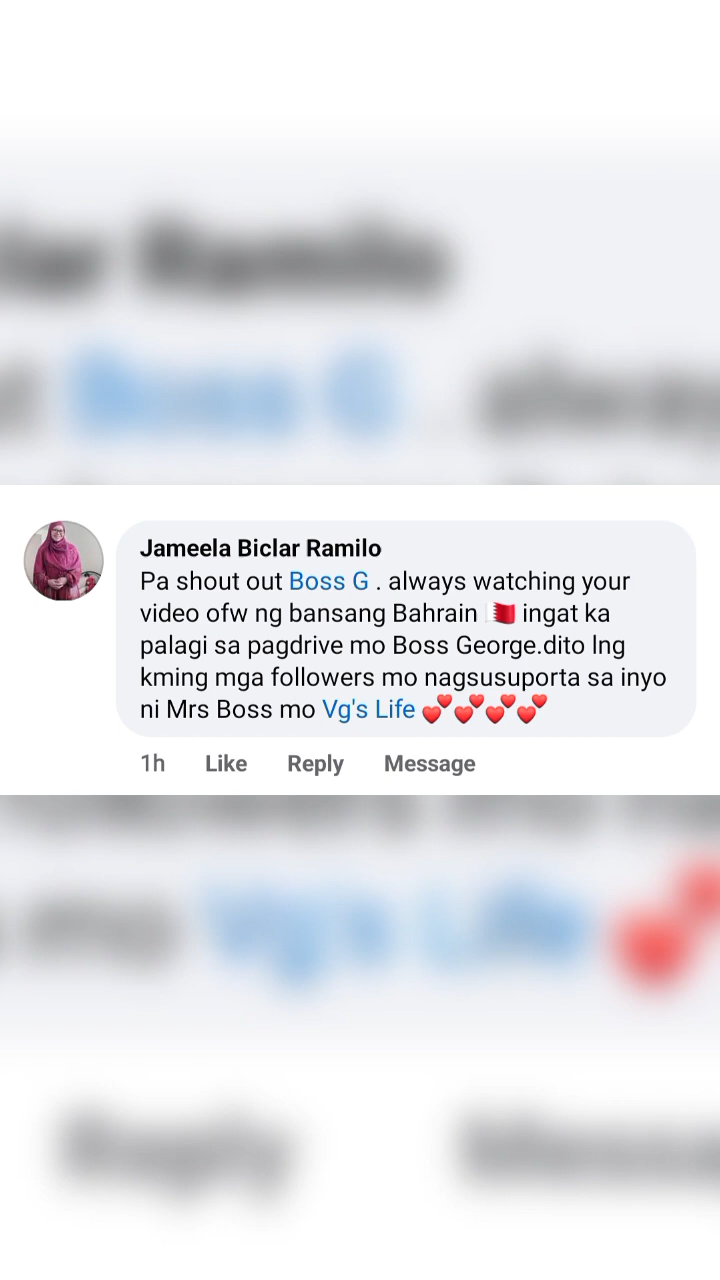 Jameela Biclar Ramilo
Pa shout out Boss G . always watching your
video ofw ng bansang Bahrain 🇧🇭 ingat ka
palagi sa pagdrive mo Boss George.dito lng
kming mga followers mo nagsusuporta sa inyo
ni Mrs Boss mo Vg's Life 💕💕💕💕
1h Like Reply Message